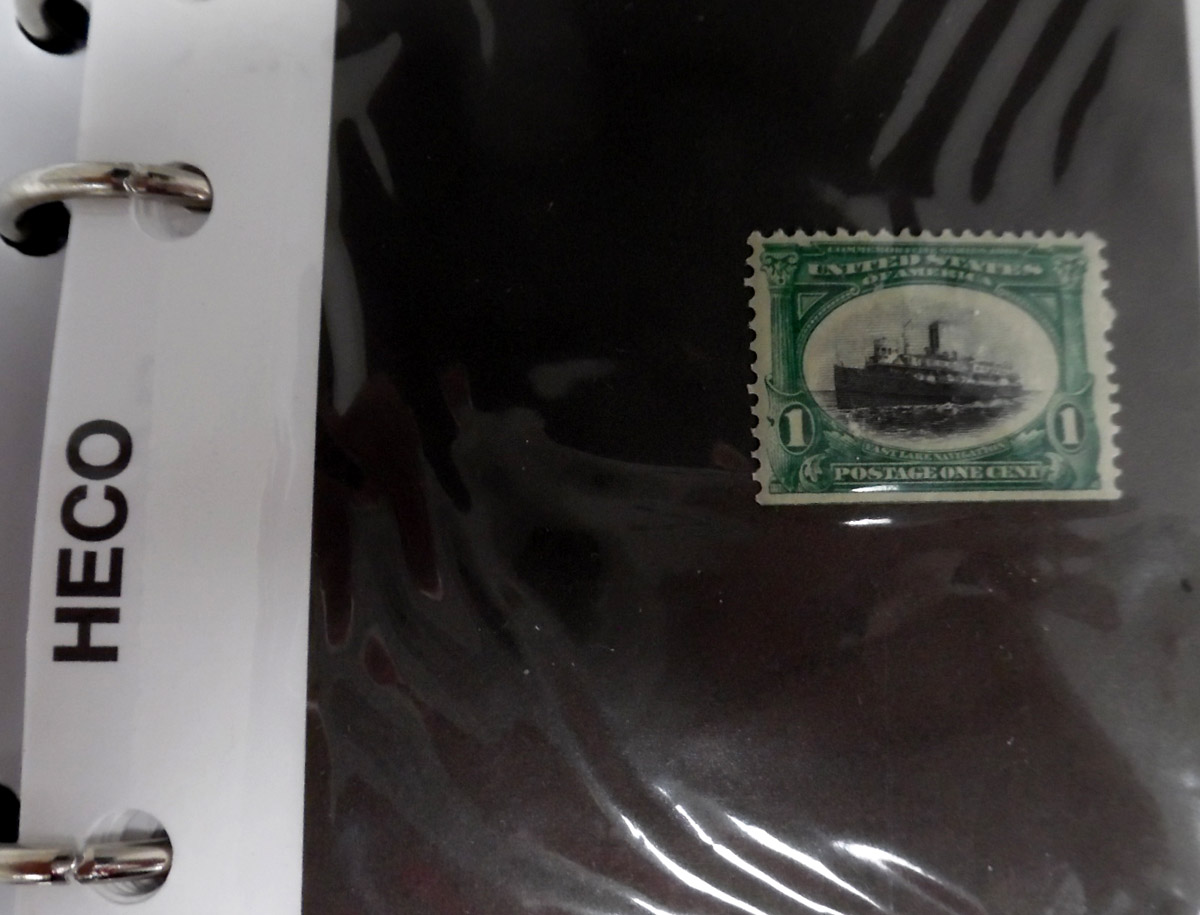 HECO
COMMEMORATIVE SERIES 1901
UNITED STATES
OF AMERICA
1 1
FAST LAKE NAVIGATION
POSTAGE ONE CENT